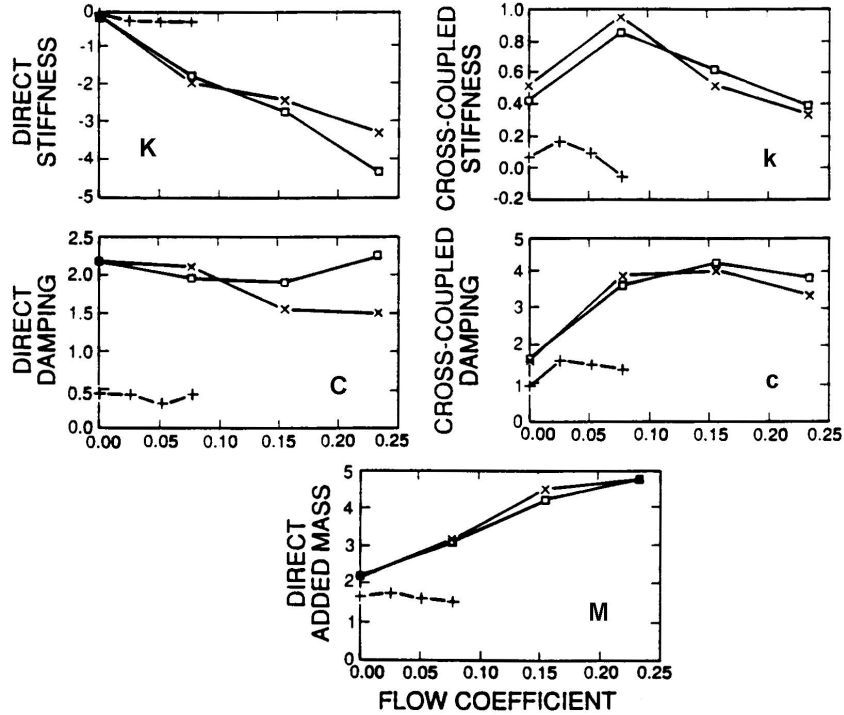 DIRECT
STIFFNESS
0
-1
-2
-3
-4
-5
K
CROSS-COUPLED
STIFFNESS
1.0
0.8
0.6
0.4
0.2
0.0
-0.2
k
DIRECT
DAMPING
2.5
2.0
1.5
1.0
0.5
0.0
C
0.00 0.05 0.10 0.15 0.20 0.25
CROSS-COUPLED
DAMPING
5
4
3
2
1
0
c
0.00 0.05 0.10 0.15 0.20 0.25
DIRECT
ADDED MASS
5
4
3
2
1
0
M
0.00 0.05 0.10 0.15 0.20 0.25
FLOW COEFFICIENT